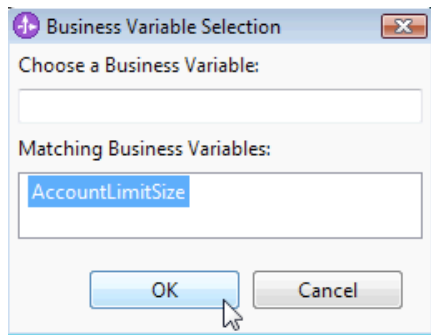 Business Variable Selection
Choose a Business Variable:
Matching Business Variables:
AccountLimitSize
OK Cancel